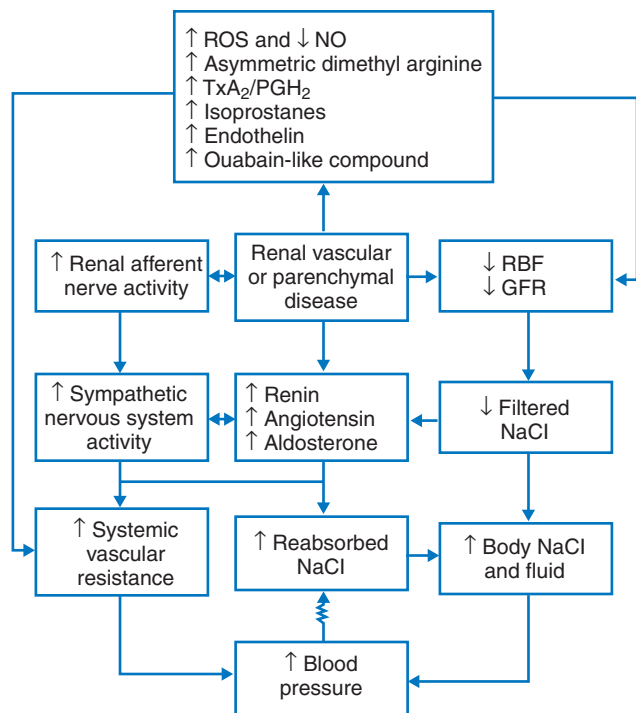 ↑ ROS and ↓ NO
↑ Asymmetric dimethyl arginine
↑ TxA₂/PGH₂
↑ Isoprostanes
↑ Endothelin
↑ Ouabain-like compound
↑ Renal afferent
nerve activity
Renal vascular
or parenchymal
disease
↓ RBF
↓ GFR
↑ Sympathetic
nervous system
activity
↑ Renin
↑ Angiotensin
↑ Aldosterone
↓ Filtered
NaCl
↑ Systemic
vascular
resistance
↑ Reabsorbed
NaCl
↑ Body NaCl
and fluid
↑ Blood
pressure